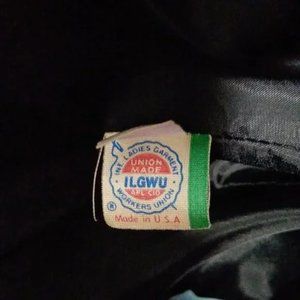 INT. LADIES GARMENT
UNION
MADE
ILGWU
AFL CIO
WORKERS UNION
®
Made in U.S.A